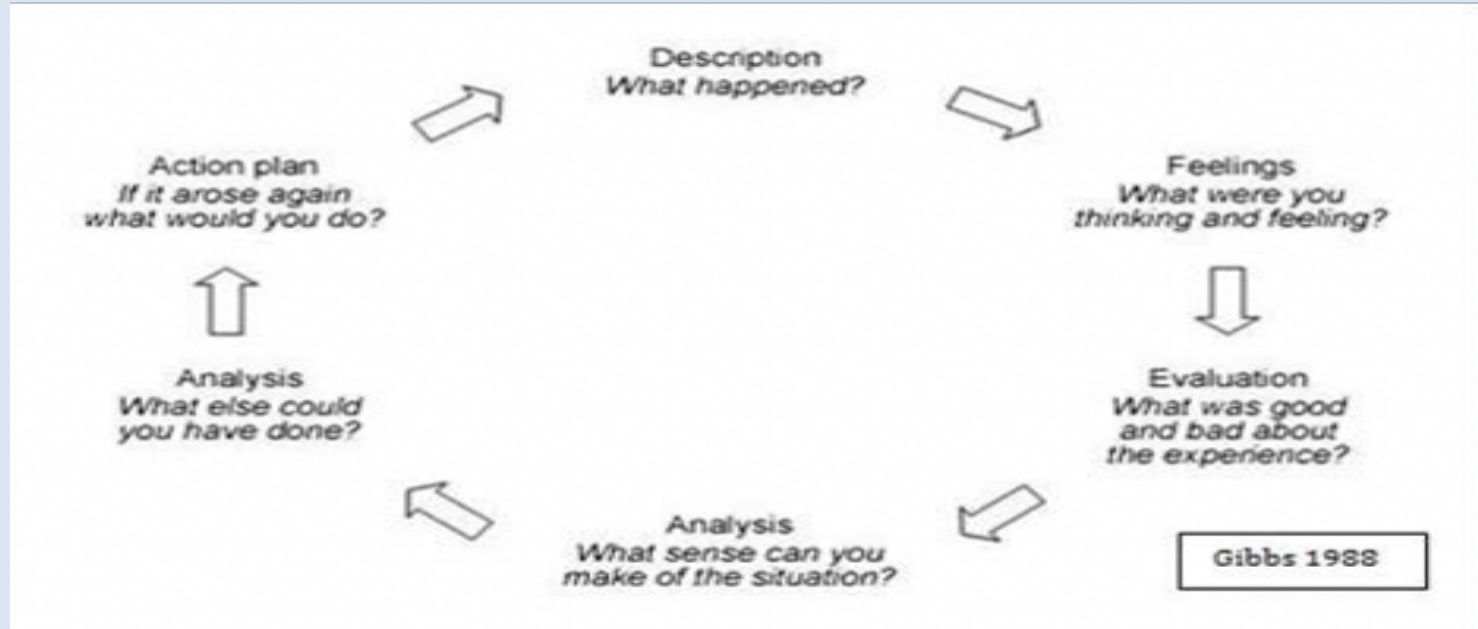 Description
What happened?
Feelings
What were you
thinking and feeling?
Evaluation
What was good
and bad about
the experience?
Analysis
What sense can you
make of the situation?
Analysis
What else could
you have done?
Action plan
If it arose again
what would you do?
Gibbs 1988